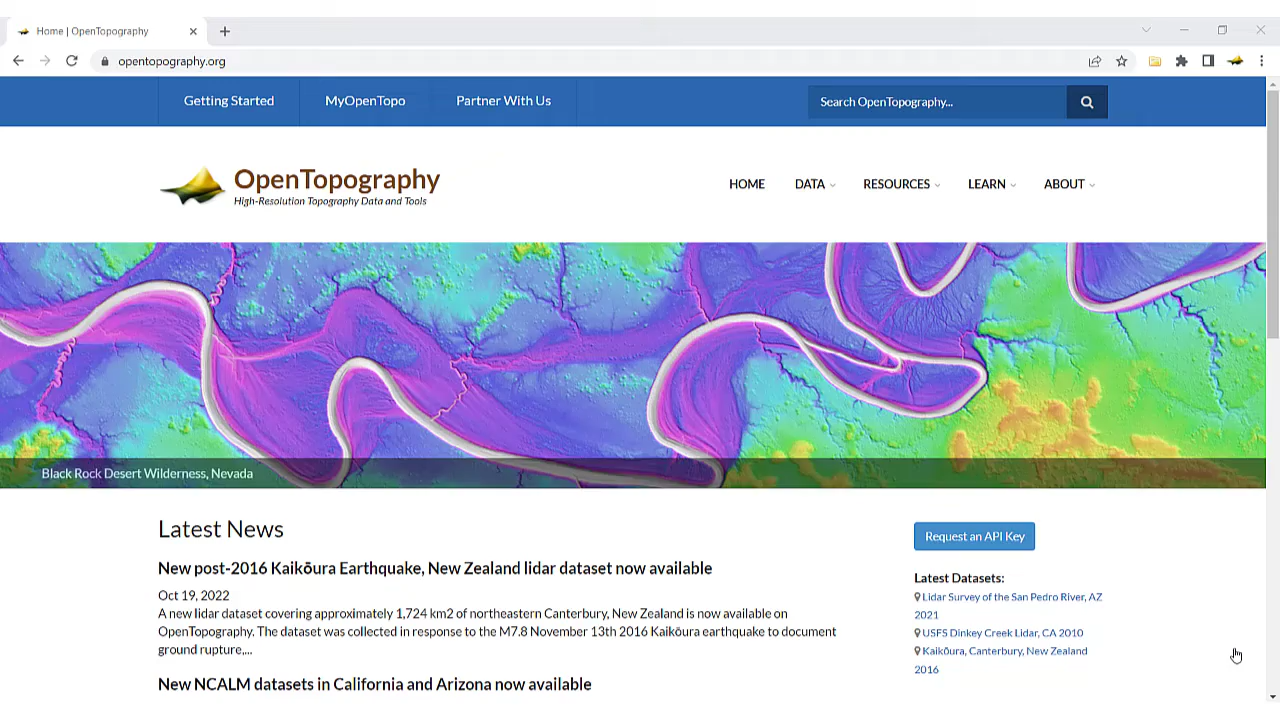 Home | OpenTopography
opentopography.org
Getting Started
MyOpenTopo
Partner With Us
Search OpenTopography...
OpenTopography
High-Resolution Topography Data and Tools
HOME
DATA
RESOURCES
LEARN
ABOUT
Black Rock Desert Wilderness, Nevada
Latest News
New post-2016 Kaikōura Earthquake, New Zealand lidar dataset now available
Oct 19, 2022
A new lidar dataset covering approximately 1,724 km2 of northeastern Canterbury, New Zealand is now available on
OpenTopography. The dataset was collected in response to the M7.8 November 13th 2016 Kaikōura earthquake to document
ground rupture,...
New NCALM datasets in California and Arizona now available
Request an API Key
Latest Datasets:
Lidar Survey of the San Pedro River, AZ
2021
USFS Dinkey Creek Lidar, CA 2010
Kaikōura, Canterbury, New Zealand
2016